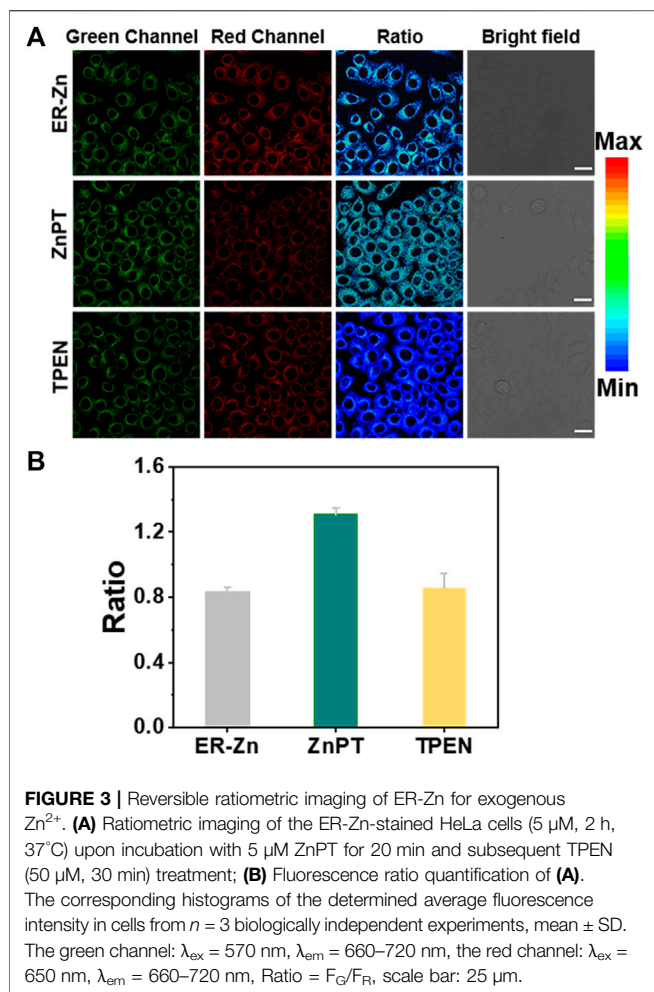 A
Green Channel Red Channel Ratio Bright field
ER-Zn
Max
ZnPT
TPEN
Min
B
1.6
1.2
0.8
0.4
0.0
Ratio
ER-Zn ZnPT TPEN
FIGURE 3 | Reversible ratiometric imaging of ER-Zn for exogenous
Zn²⁺. (A) Ratiometric imaging of the ER-Zn-stained HeLa cells (5 μM, 2 h,
37°C) upon incubation with 5 μM ZnPT for 20 min and subsequent TPEN
(50 μM, 30 min) treatment; (B) Fluorescence ratio quantification of (A).
The corresponding histograms of the determined average fluorescence
intensity in cells from n = 3 biologically independent experiments, mean ± SD.
The green channel: λex = 570 nm, λem = 660–720 nm, the red channel: λex =
650 nm, λem = 660–720 nm, Ratio = FG/FR, scale bar: 25 μm.